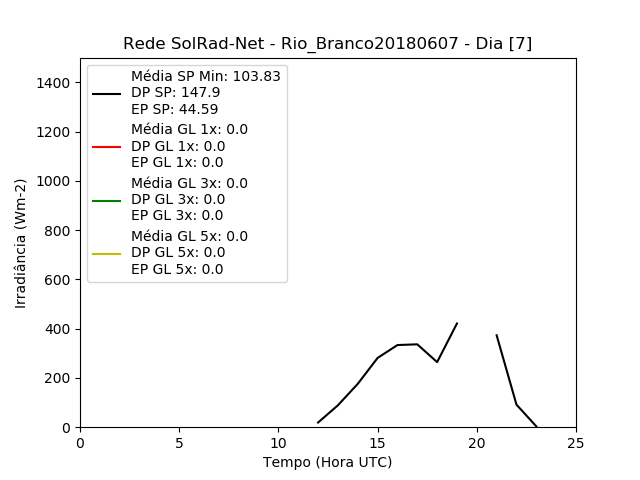 Rede SolRad-Net - Rio_Branco20180607 - Dia [7]
Média SP Min: 103.83
DP SP: 147.9
EP SP: 44.59
Média GL 1x: 0.0
DP GL 1x: 0.0
EP GL 1x: 0.0
Média GL 3x: 0.0
DP GL 3x: 0.0
EP GL 3x: 0.0
Média GL 5x: 0.0
DP GL 5x: 0.0
EP GL 5x: 0.0
1400
1200
1000
800
600
400
200
0
Irradiância (Wm-2)
0 5 10 15 20 25
Tempo (Hora UTC)